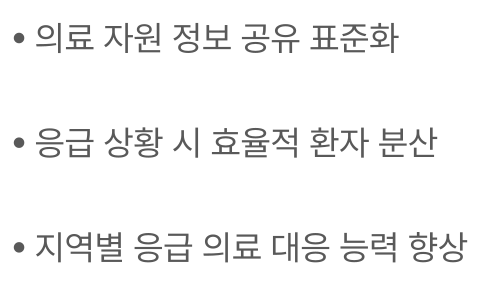 • 의료 자원 정보 공유 표준화
• 응급 상황 시 효율적 환자 분산
• 지역별 응급 의료 대응 능력 향상